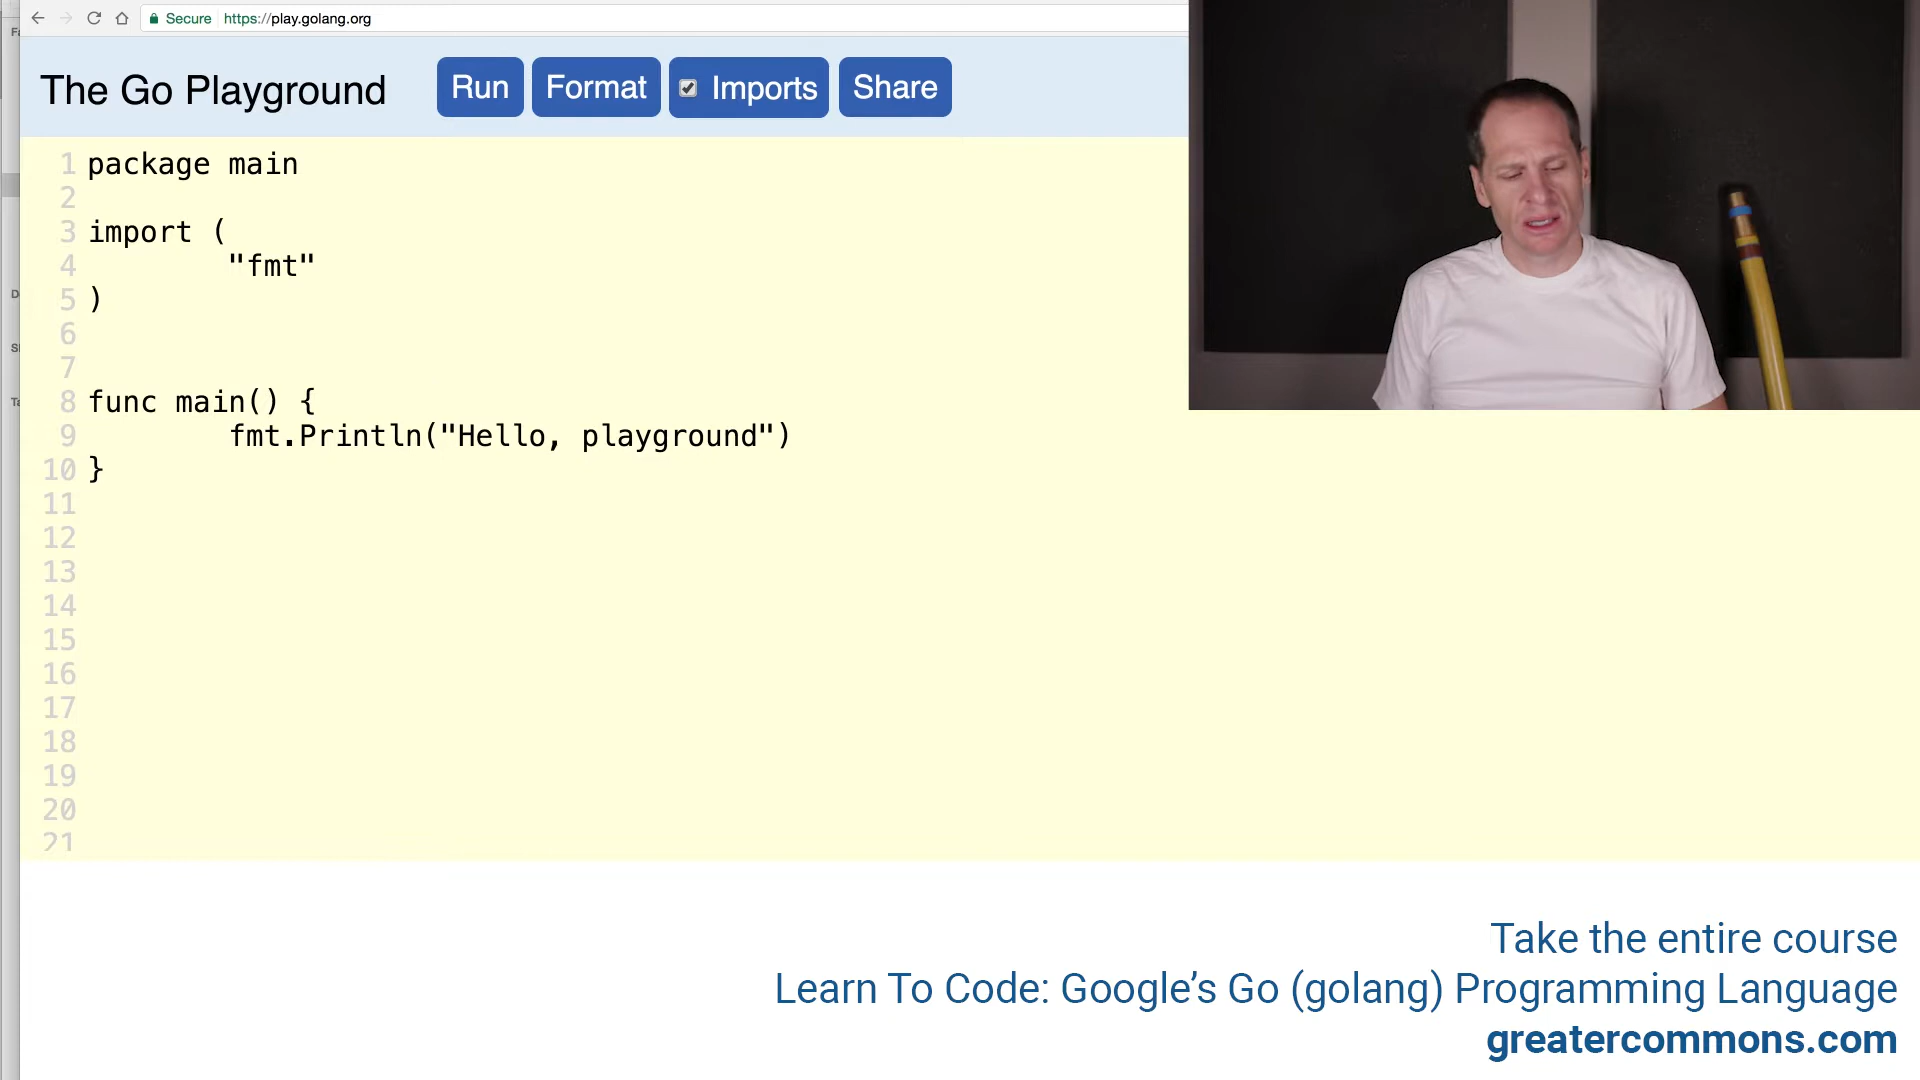 Secure https://play.golang.org
The Go Playground Run Format Imports Share
1 package main
2
3 import (
4 "fmt"
5 )
6
7
8 func main() {
9 fmt.Println("Hello, playground")
10 }
11
12
13
14
15
16
17
18
19
20
21
Take the entire course
Learn To Code: Google’s Go (golang) Programming Language
greatercommons.com